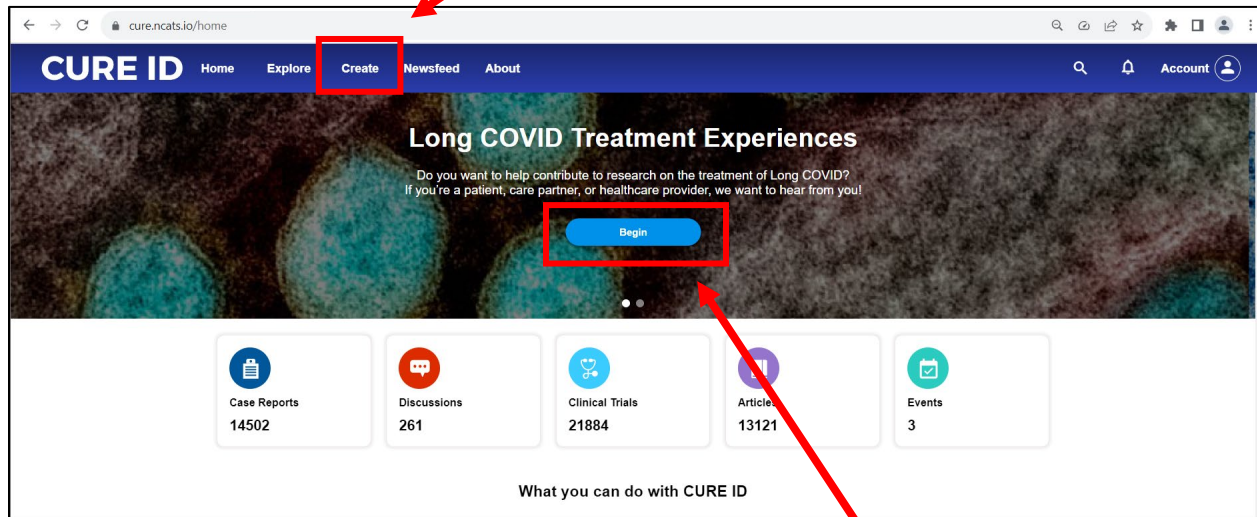 cure.ncats.io/home
CURE ID Home Explore Create Newsfeed About Account
Long COVID Treatment Experiences
Do you want to help contribute to research on the treatment of Long COVID?
If you're a patient, care partner, or healthcare provider, we want to hear from you!
Begin
Case Reports
14502
Discussions
261
Clinical Trials
21884
Articles
13121
Events
3
What you can do with CURE ID